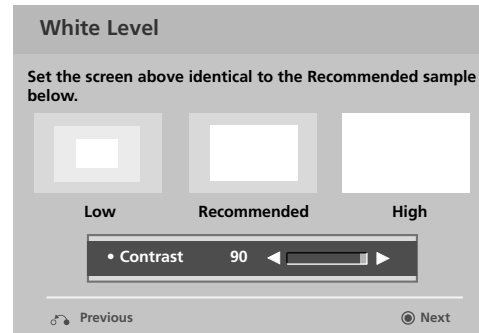 White Level
Set the screen above identical to the Recommended sample
below.
Low Recommended High
• Contrast 90
Previous Next